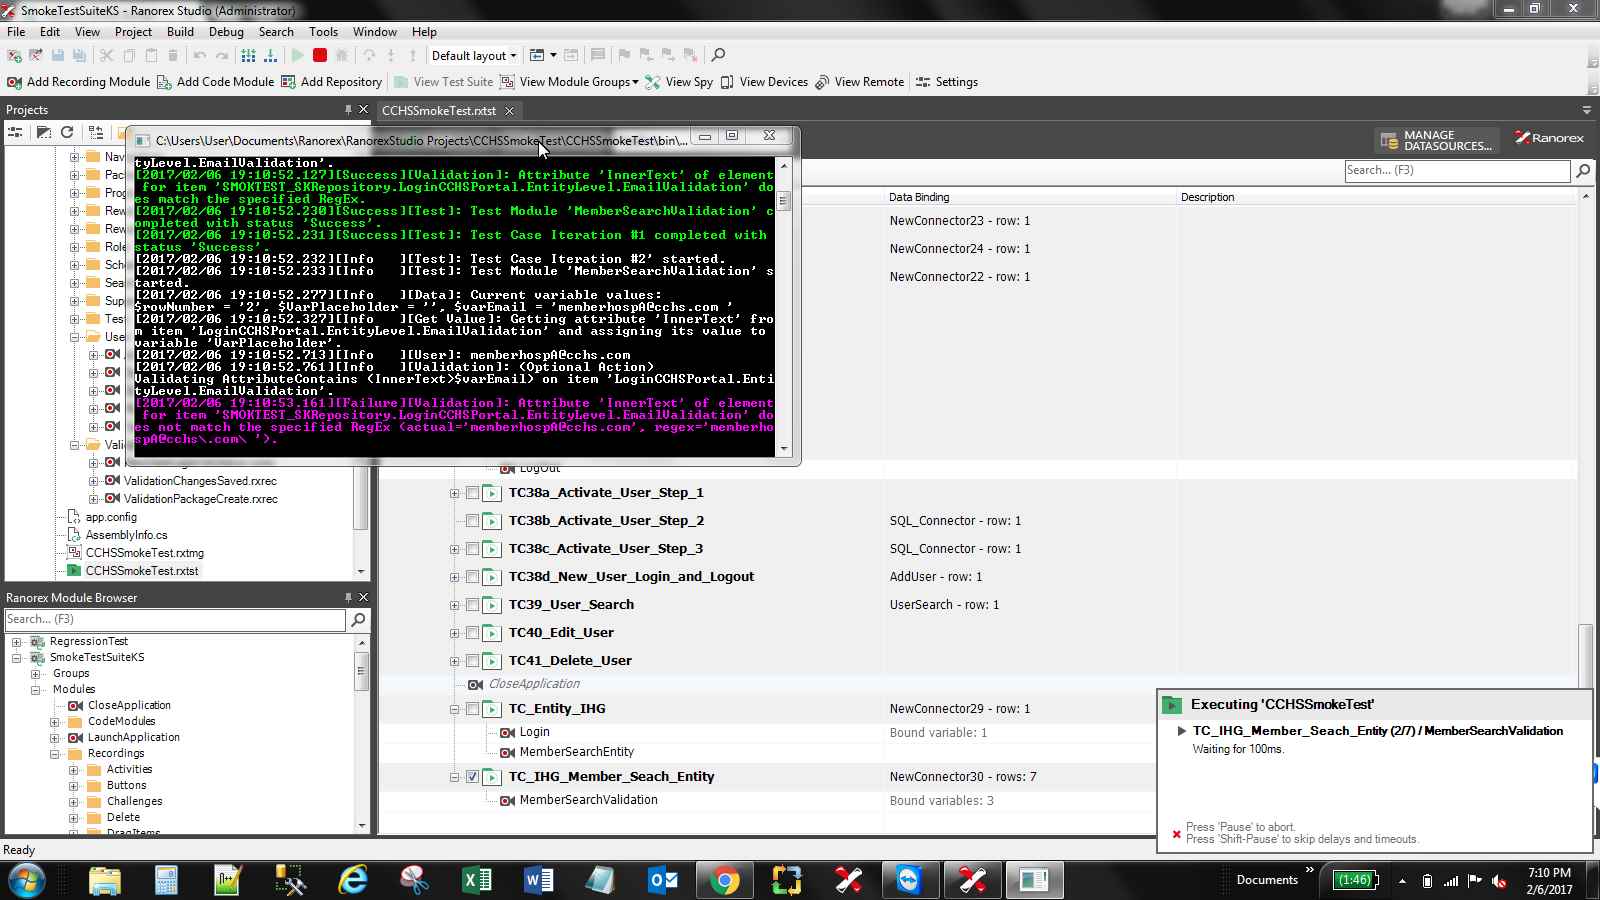 SmokeTestSuiteKS - Ranorex Studio (Administrator)
File Edit View Project Build Debug Search Tools Window Help
Default layout
Add Recording Module Add Code Module Add Repository View Test Suite View Module Groups View Spy View Devices View Remote Settings
Projects
CCHSSmokeTest.rxtst
MANAGE
DATASOURCES...
Ranorex
Search... (F3)
Data Binding Description
NewConnector23 - row: 1
NewConnector24 - row: 1
NewConnector22 - row: 1
Nav
Pac
Prog
Rew
Rew
Role
Sch
Sea
Sup
Tes
Use
Vali
ValidationChangesSaved.rxrec
ValidationPackageCreate.rxrec
app.config
AssemblyInfo.cs
CCHSSmokeTest.rxtmg
CCHSSmokeTest.rxtst
C:\Users\User\Documents\Ranorex\RanorexStudio Projects\CCHSSmokeTest\CCHSSmokeTest\bin\...
tyLevel.EmailValidation'.
[2017/02/06 19:10:52.127][Success][Validation]: Attribute 'InnerText' of element
for item 'SMOKTEST_SKRepository.LoginCCHSPortal.EntityLevel.EmailValidation' do
es match the specified RegEx.
[2017/02/06 19:10:52.230][Success][Test]: Test Module 'MemberSearchValidation' c
ompleted with status 'Success'.
[2017/02/06 19:10:52.231][Success][Test]: Test Case Iteration #1 completed with
status 'Success'.
[2017/02/06 19:10:52.232][Info   ][Test]: Test Case Iteration #2' started.
[2017/02/06 19:10:52.233][Info   ][Test]: Test Module 'MemberSearchValidation' s
tarted.
[2017/02/06 19:10:52.277][Info   ][Data]: Current variable values:
$rowNumber = '2', $VarPlaceholder = '', $varEmail = 'memberhospA@cchs.com '
[2017/02/06 19:10:52.327][Info   ][Get Value]: Getting attribute 'InnerText' fro
m item 'LoginCCHSPortal.EntityLevel.EmailValidation' and assigning its value to
variable 'VarPlaceholder'.
[2017/02/06 19:10:52.713][Info   ][User]: memberhospA@cchs.com
[2017/02/06 19:10:52.761][Info   ][Validation]: (Optional Action)
Validating AttributeContains (InnerText>$varEmail) on item 'LoginCCHSPortal.Enti
tyLevel.EmailValidation'.
[2017/02/06 19:10:53.161][Failure][Validation]: Attribute 'InnerText' of element
for item 'SMOKTEST_SKRepository.LoginCCHSPortal.EntityLevel.EmailValidation' do
es not match the specified RegEx (actual='memberhospA@cchs.com', regex='memberho
spA@cchs\.com\ ').
LogOut
TC38a_Activate_User_Step_1
TC38b_Activate_User_Step_2 SQL_Connector - row: 1
TC38c_Activate_User_Step_3 SQL_Connector - row: 1
TC38d_New_User_Login_and_Logout AddUser - row: 1
TC39_User_Search UserSearch - row: 1
TC40_Edit_User
TC41_Delete_User
CloseApplication
TC_Entity_IHG NewConnector29 - row: 1
Login Bound variable: 1
MemberSearchEntity
TC_IHG_Member_Seach_Entity NewConnector30 - rows: 7
MemberSearchValidation Bound variables: 3
Ranorex Module Browser
Search... (F3)
RegressionTest
SmokeTestSuiteKS
Groups
Modules
CloseApplication
CodeModules
LaunchApplication
Recordings
Activities
Buttons
Challenges
Delete
DragItems
Executing 'CCHSSmokeTest'
TC_IHG_Member_Seach_Entity (2/7) / MemberSearchValidation
Waiting for 100ms.
Press 'Pause' to abort.
Press 'Shift-Pause' to skip delays and timeouts.
Ready
Documents
(1:46)
7:10 PM
2/6/2017